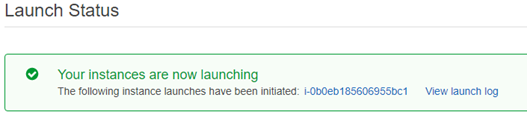 Launch Status
Your instances are now launching
The following instance launches have been initiated: i-0b0eb185606955bc1 View launch log